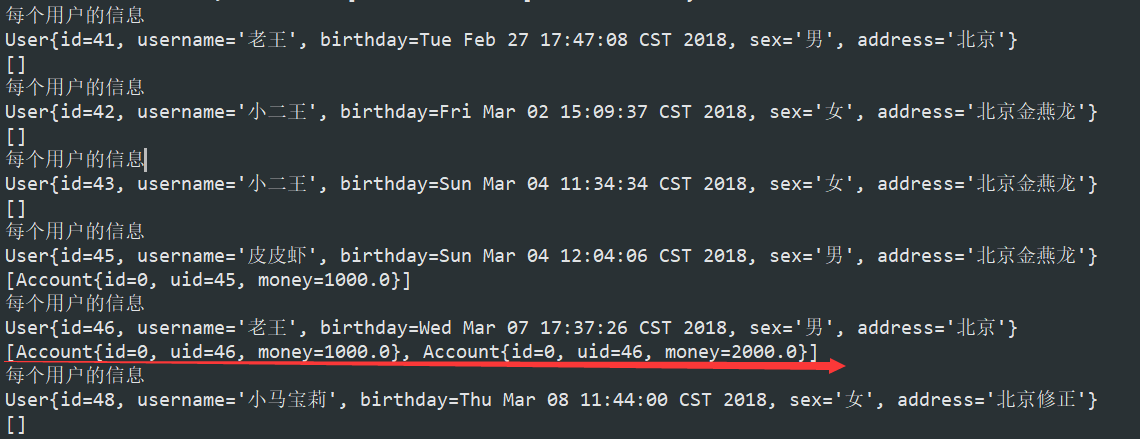 每个用户的信息
User{id=41, username='老王', birthday=Tue Feb 27 17:47:08 CST 2018, sex='男', address='北京'}
[]
每个用户的信息
User{id=42, username='小二王', birthday=Fri Mar 02 15:09:37 CST 2018, sex='女', address='北京金燕龙'}
[]
每个用户的信息
User{id=43, username='小二王', birthday=Sun Mar 04 11:34:34 CST 2018, sex='女', address='北京金燕龙'}
[]
每个用户的信息
User{id=45, username='皮皮虾', birthday=Sun Mar 04 12:04:06 CST 2018, sex='男', address='北京金燕龙'}
[Account{id=0, uid=45, money=1000.0}]
每个用户的信息
User{id=46, username='老王', birthday=Wed Mar 07 17:37:26 CST 2018, sex='男', address='北京'}
[Account{id=0, uid=46, money=1000.0}, Account{id=0, uid=46, money=2000.0}]
每个用户的信息
User{id=48, username='小马宝莉', birthday=Thu Mar 08 11:44:00 CST 2018, sex='女', address='北京修正'}
[]